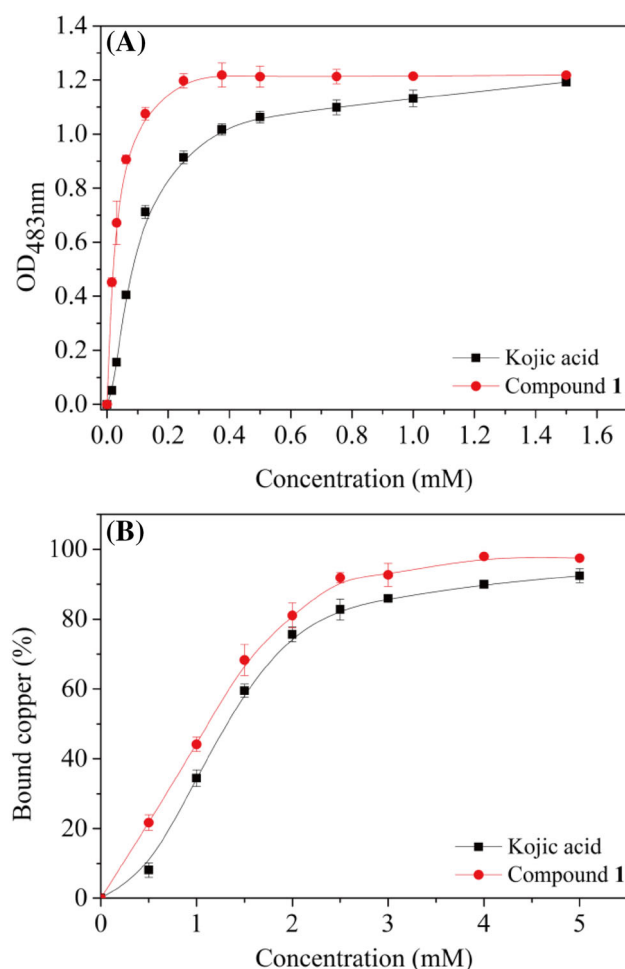 (A)
1.4
1.2
1.0
0.8
0.6
0.4
0.2
0.0
OD483nm
Kojic acid
Compound 1
0.0 0.2 0.4 0.6 0.8 1.0 1.2 1.4 1.6
Concentration (mM)
(B)
100
80
60
40
20
0
Bound copper (%)
Kojic acid
Compound 1
0 1 2 3 4 5
Concentration (mM)